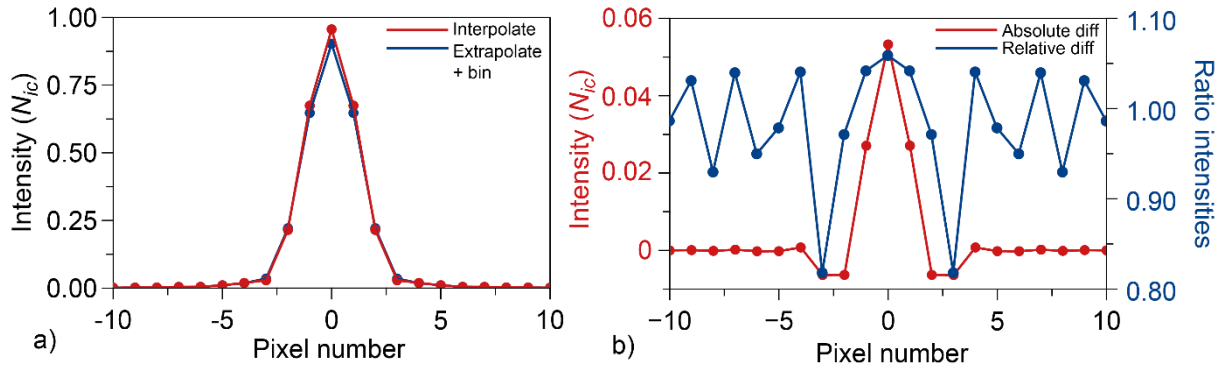 1.00
0.75
0.50
0.25
0.00
Intensity (N_ic)
Interpolate
Extrapolate
+ bin
-10
-5
0
5
10
Pixel number
a)
0.06
0.04
0.02
0
Intensity (N_ic)
Absolute diff
Relative diff
1.10
1.00
0.90
0.80
Ratio intensities
−10
−5
0
5
10
Pixel number
b)